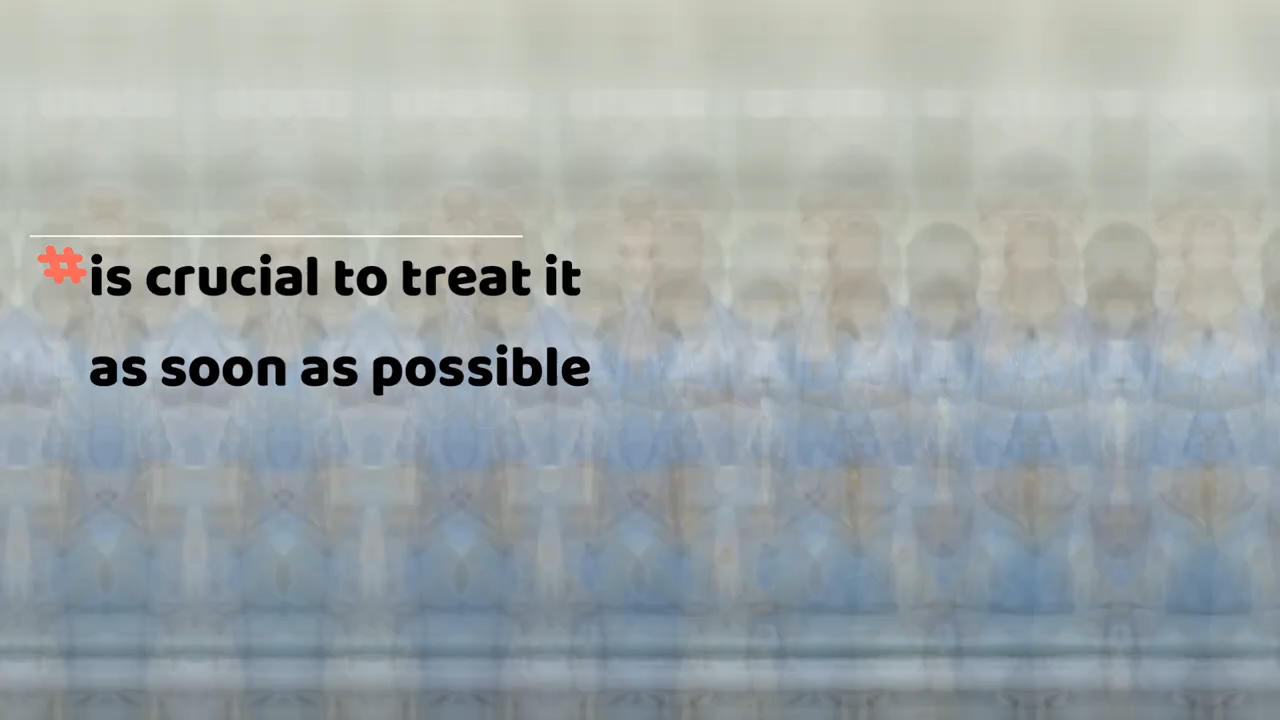 #is crucial to treat it
as soon as possible